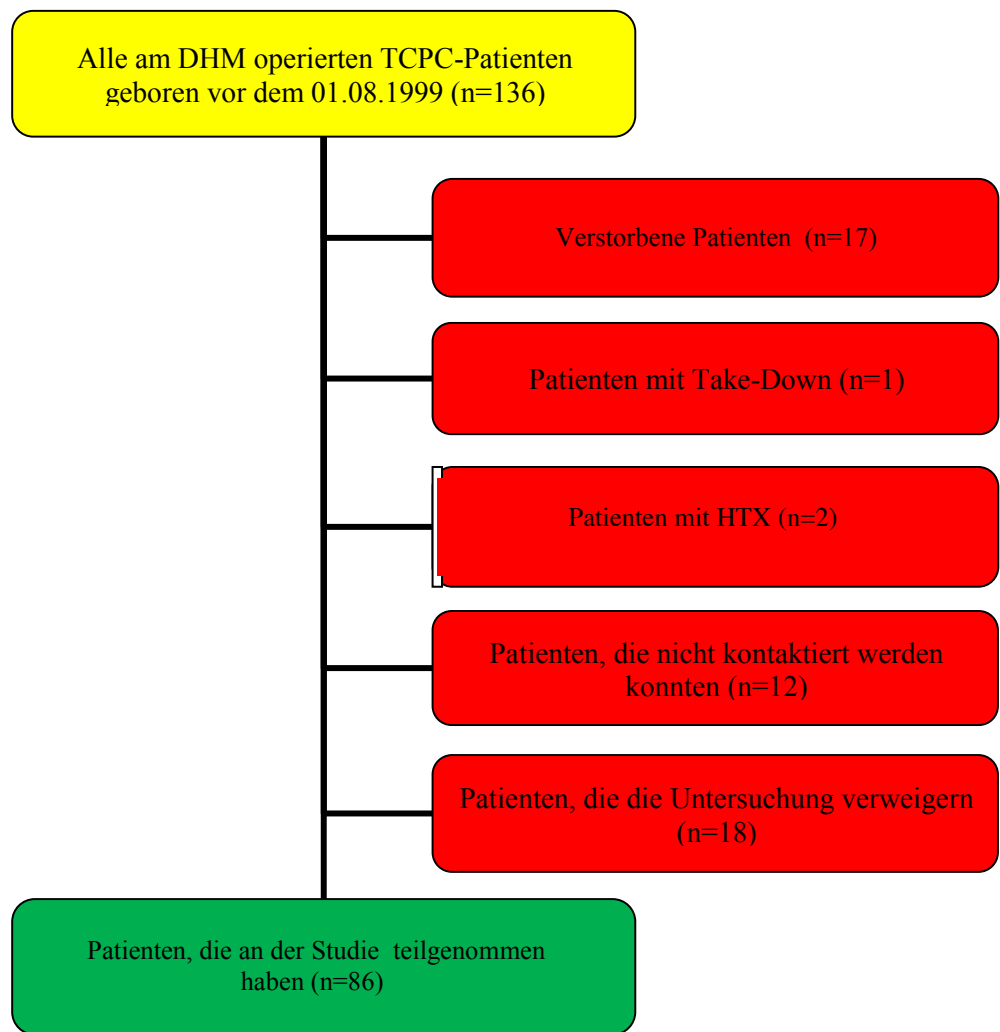 Alle am DHM operierten TCPC-Patienten
geboren vor dem 01.08.1999 (n=136)
Verstorbene Patienten (n=17)
Patienten mit Take-Down (n=1)
Patienten mit HTX (n=2)
Patienten, die nicht kontaktiert werden
konnten (n=12)
Patienten, die die Untersuchung verweigern
(n=18)
Patienten, die an der Studie teilgenommen
haben (n=86)